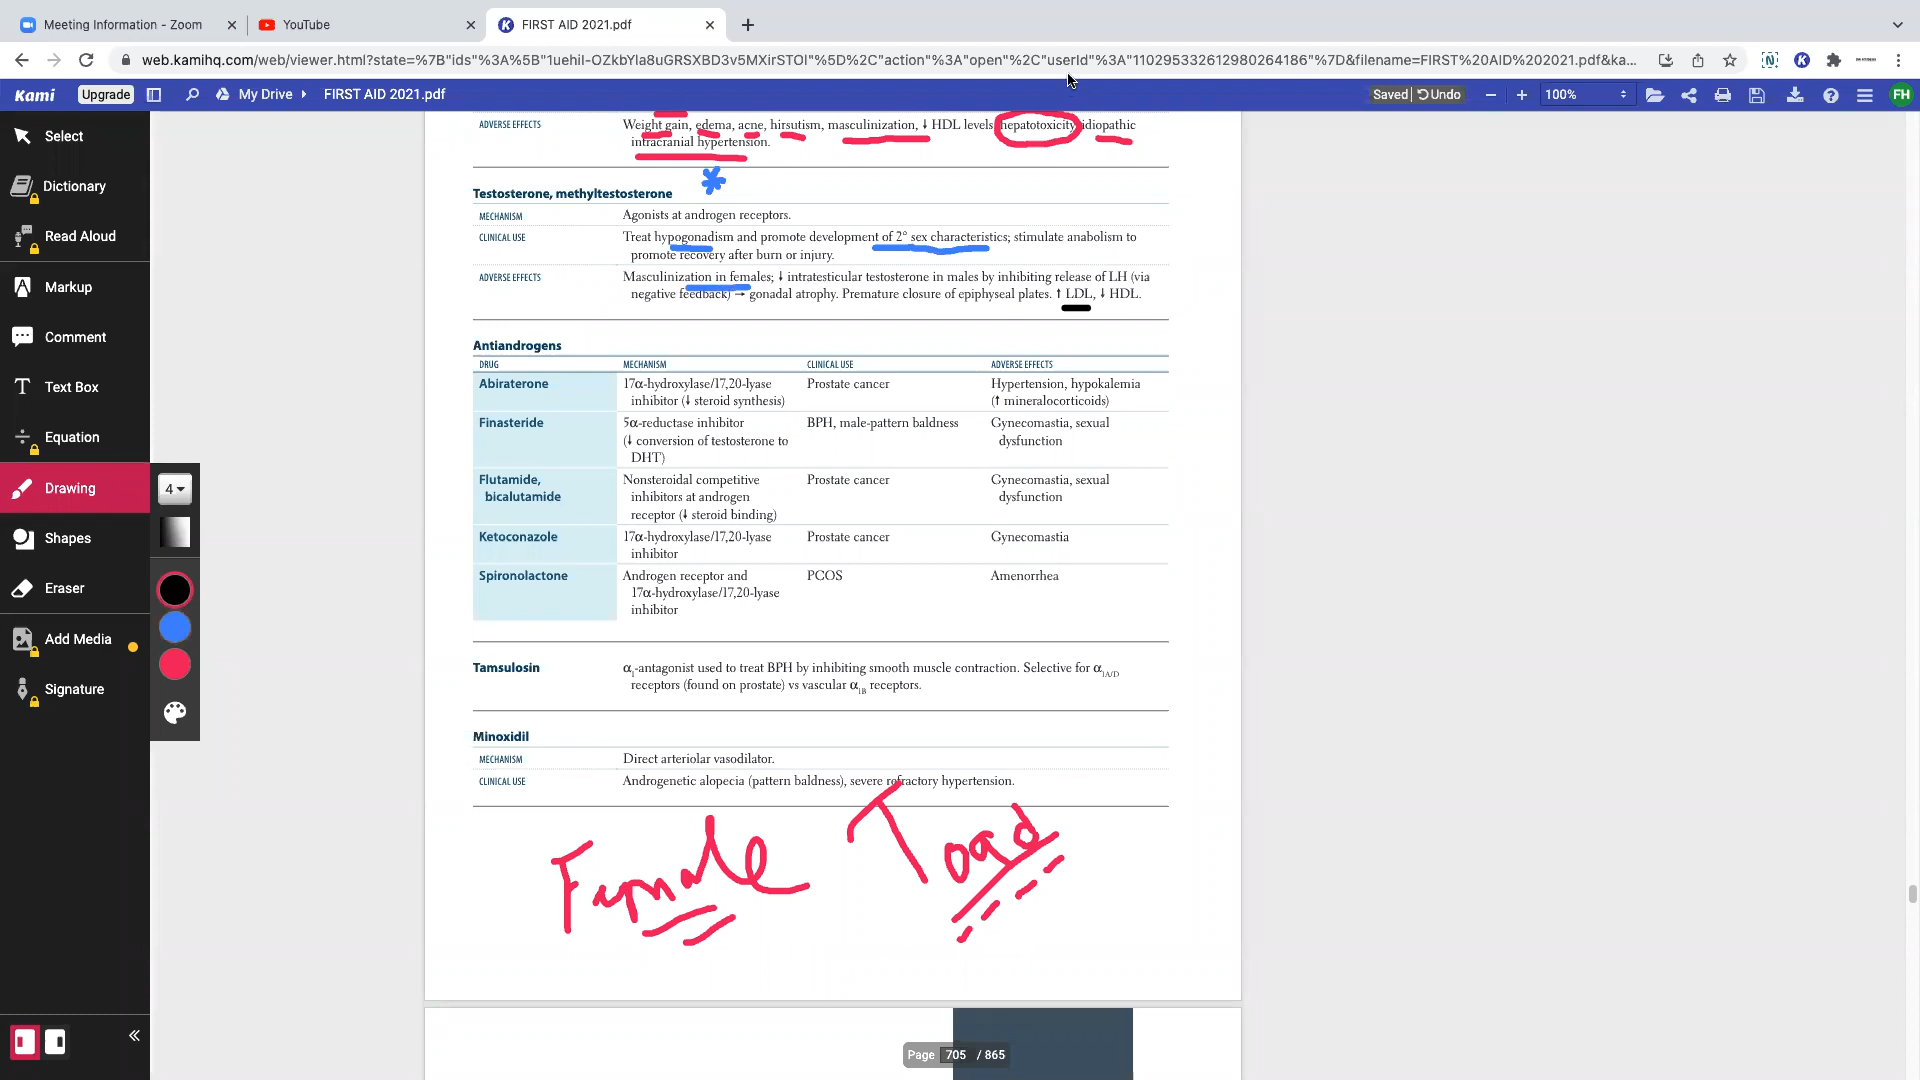 Meeting Information - Zoom
YouTube
FIRST AID 2021.pdf
web.kamihq.com/web/viewer.html?state=%7B"ids"%3A%5B"1uehiI-OZkbYla8uGRSXBD3v5MXirSTOl"%5D%2C"action"%3A"open"%2C"userId"%3A"110295332612980264186"%7D&filename=FIRST%20AID%202021.pdf&ka...
Kami
Upgrade
My Drive
FIRST AID 2021.pdf
Saved
Undo
100%
FH
Select
Dictionary
Read Aloud
Markup
Comment
Text Box
Equation
Drawing
Shapes
Eraser
Add Media
Signature
4
ADVERSE EFFECTS Weight gain, edema, acne, hirsutism, masculinization, ↓ HDL levels, hepatotoxicity, idiopathic
intracranial hypertension.
Testosterone, methyltestosterone
MECHANISM Agonists at androgen receptors.
CLINICAL USE Treat hypogonadism and promote development of 2° sex characteristics; stimulate anabolism to
promote recovery after burn or injury.
ADVERSE EFFECTS Masculinization in females; ↓ intratesticular testosterone in males by inhibiting release of LH (via
negative feedback) → gonadal atrophy. Premature closure of epiphyseal plates. ↑ LDL, ↓ HDL.
Antiandrogens
DRUG MECHANISM CLINICAL USE ADVERSE EFFECTS
Abiraterone 17α-hydroxylase/17,20-lyase Prostate cancer Hypertension, hypokalemia
inhibitor (↓ steroid synthesis) (↑ mineralocorticoids)
Finasteride 5α-reductase inhibitor BPH, male-pattern baldness Gynecomastia, sexual
(↓ conversion of testosterone to dysfunction
DHT)
Flutamide, Nonsteroidal competitive Prostate cancer Gynecomastia, sexual
bicalutamide inhibitors at androgen dysfunction
receptor (↓ steroid binding)
Ketoconazole 17α-hydroxylase/17,20-lyase Prostate cancer Gynecomastia
inhibitor
Spironolactone Androgen receptor and PCOS Amenorrhea
17α-hydroxylase/17,20-lyase
inhibitor
Tamsulosin α1-antagonist used to treat BPH by inhibiting smooth muscle contraction. Selective for α1A/D
receptors (found on prostate) vs vascular α1B receptors.
Minoxidil
MECHANISM Direct arteriolar vasodilator.
CLINICAL USE Androgenetic alopecia (pattern baldness), severe refractory hypertension.
Female Toad
Page 705 / 865